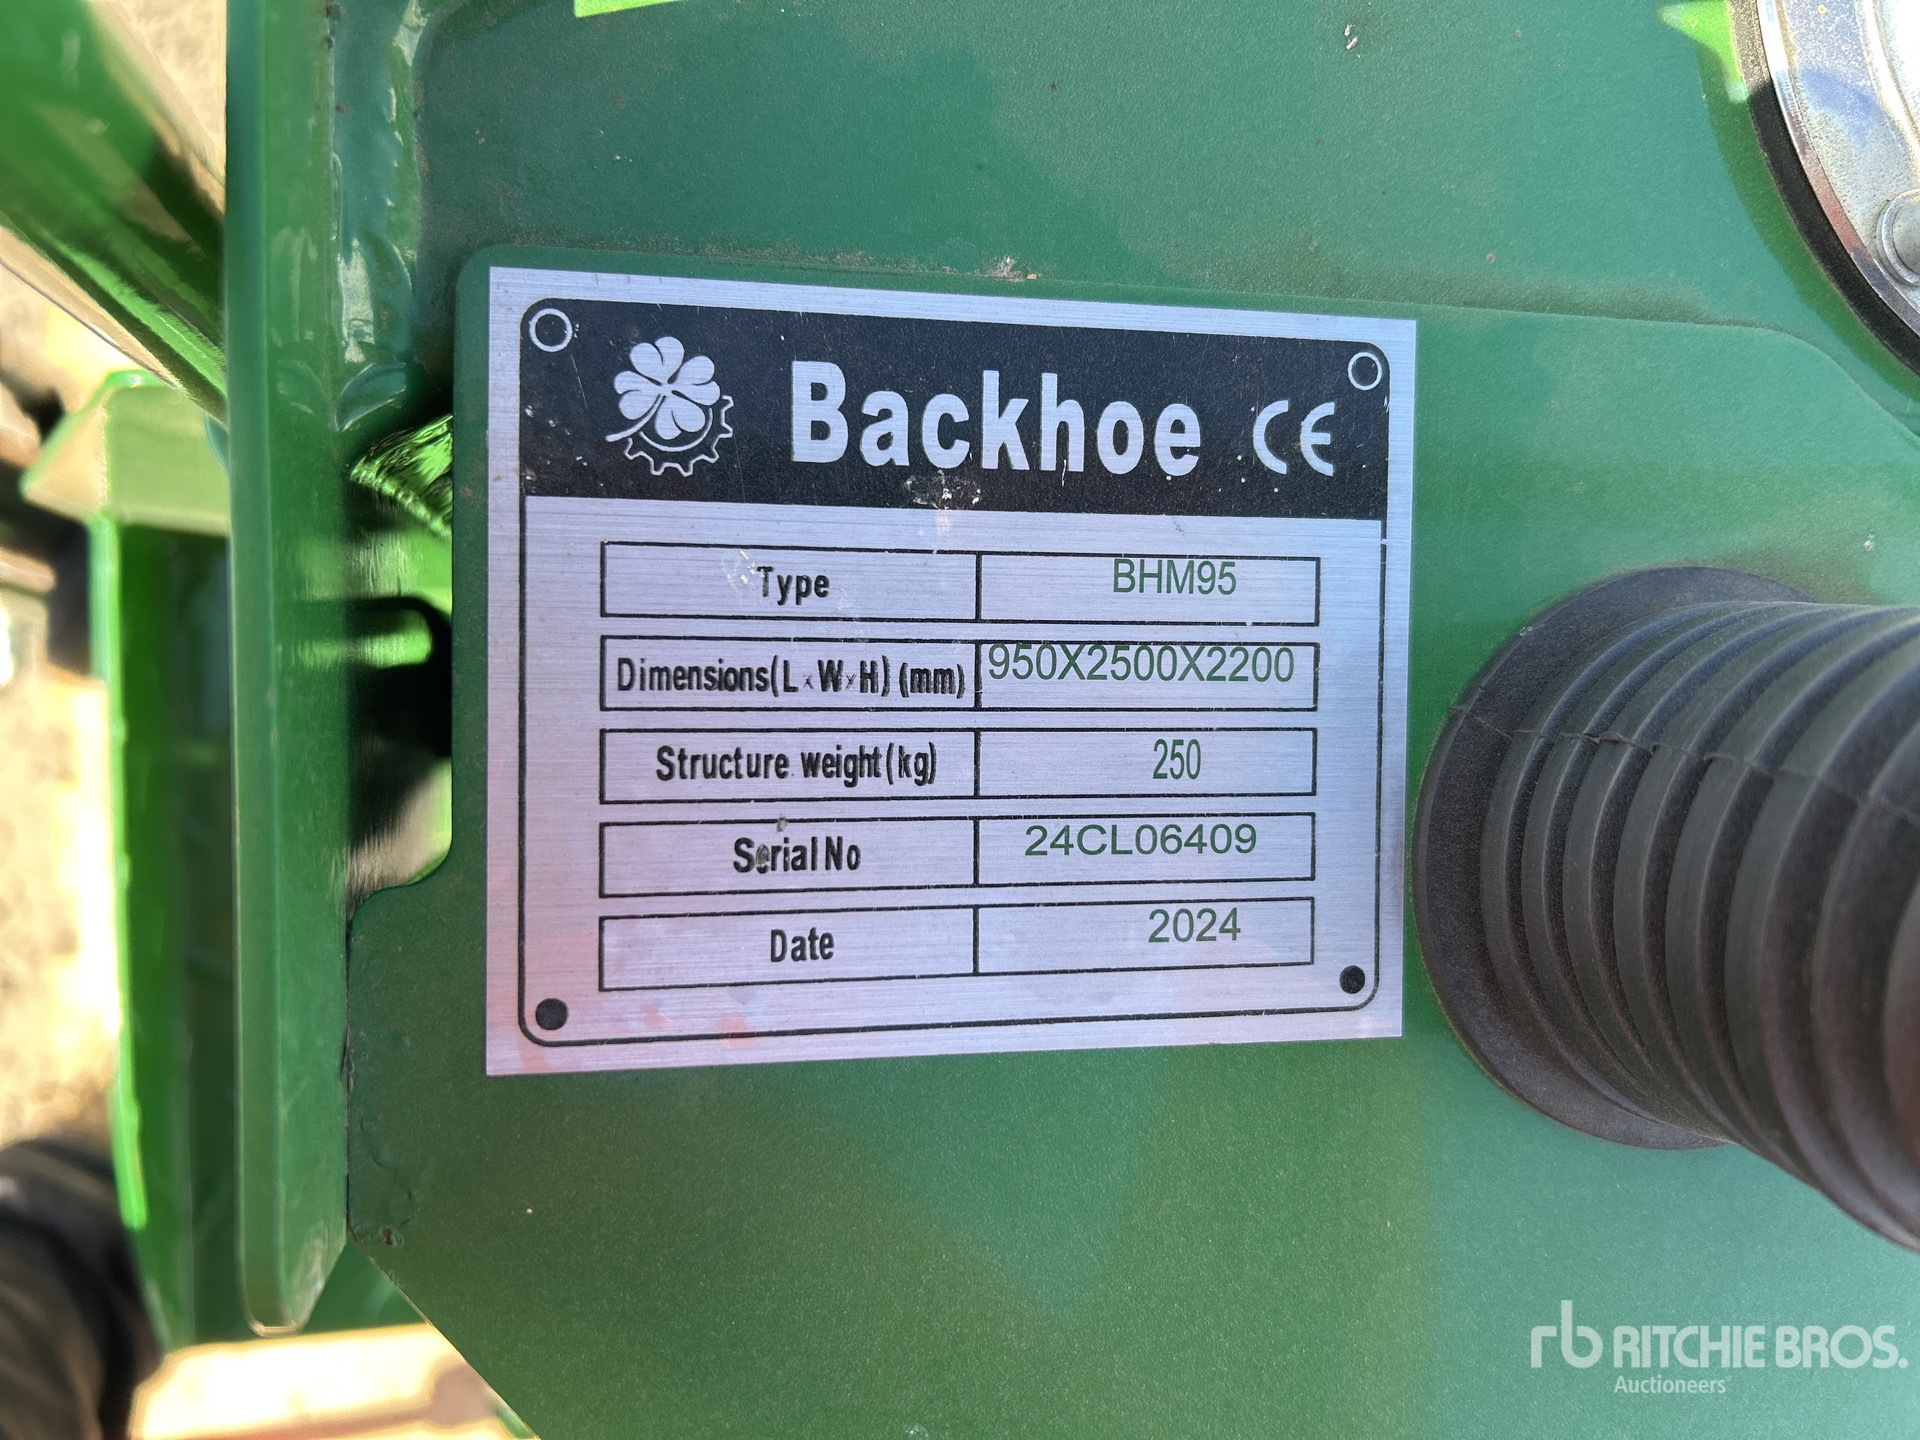 Backhoe CE
Type BHM95
Dimensions(L×W×H)(mm) 950X2500X2200
Structure weight(kg) 250
Serial No 24CL06409
Date 2024
rb RITCHIE BROS.
Auctioneers